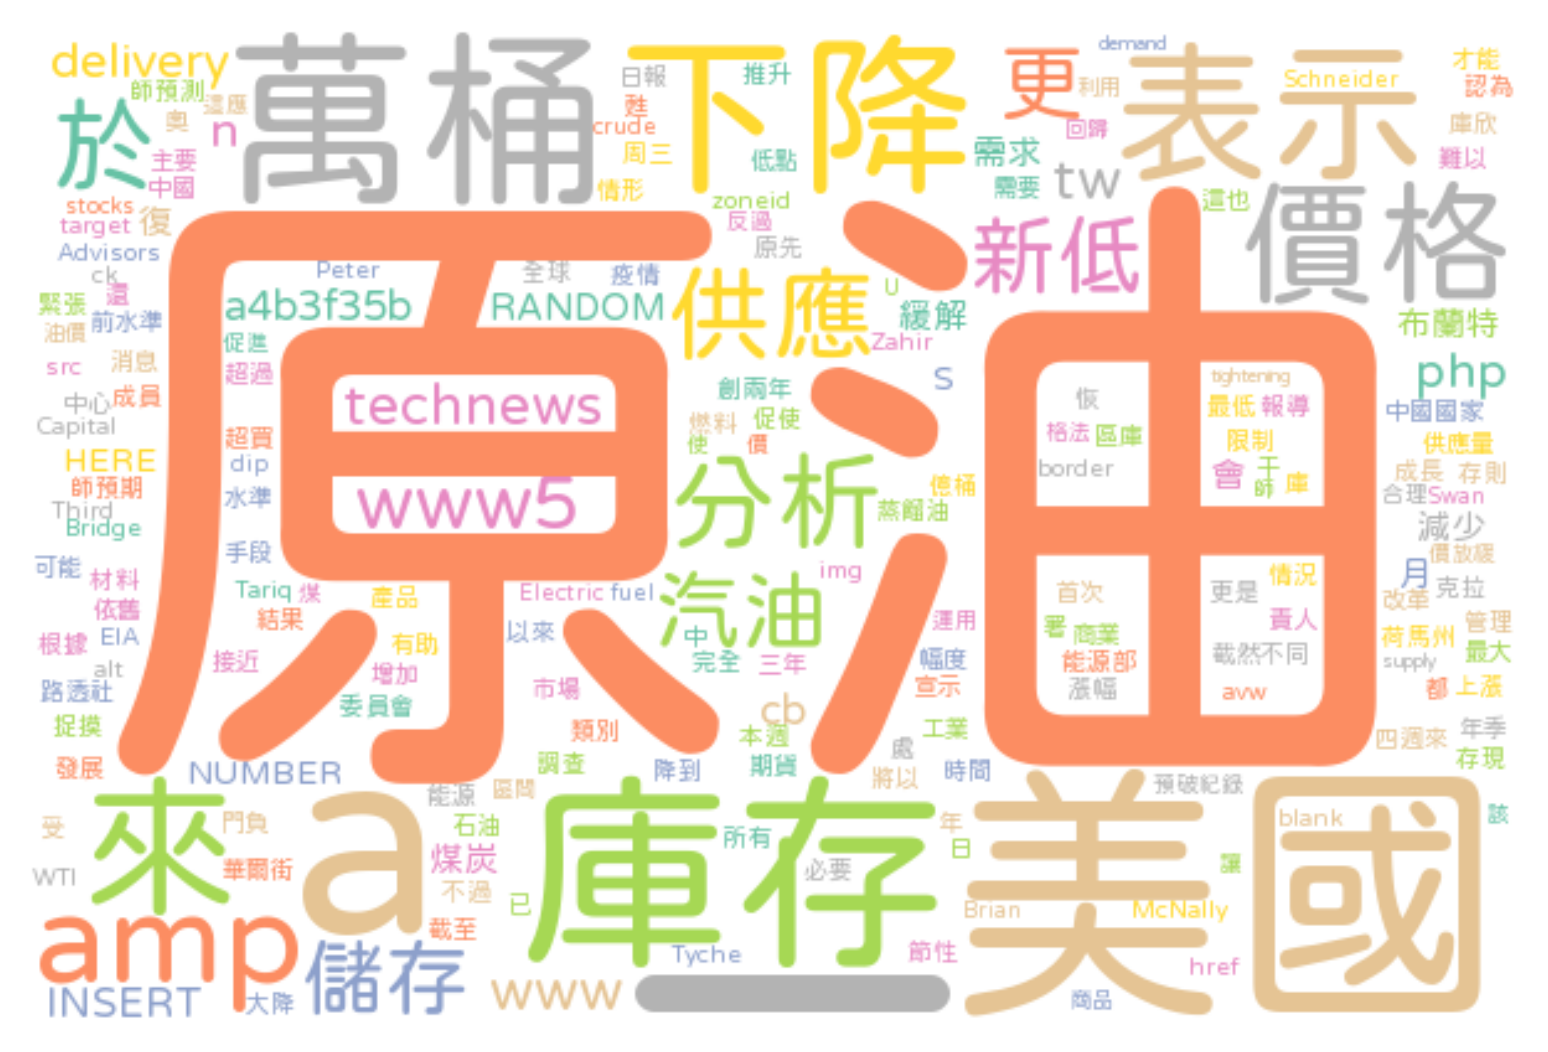 delivery
萬桶
下降
demand
更
表示
Schneider
才能
認為
師預測
這應
奧
n
主要
中國
於
日報
甦
crude
周三
情形
推升
低點
zoneid
反過
原先
利用
回歸
需求
需要
tw
這也
庫欣
難以
價格
stocks
target
復
Advisors
ck
還
緊張
前水準
油價
src
消息
中心
成員
Capital
HERE
師預期
Third
Bridge
可能
材料
依舊
根據
EIA
alt
路透社
捉摸
發展
原油
Peter
全球
疫情
a4b3f35b
RANDOM
供應
U
緩解
Zahir
新低
布蘭特
促進
超過
technews
超買
dip
水準
www5
手段
創兩年
燃料
促使
使
價
S
分析
億桶
蒸餾油
img
tightening
恢
最低
報導
格法
區庫
限制
border
會
干
師
庫
php
中國國家
供應量
成長
存則
合理
Swan
減少
價放緩
月
克拉
改革
管理
荷馬州
supply
最大
都
上漲
年季
四週來
存現
Tariq
煤
產品
結果
有助
接近
增加
委員會
Electric
fuel
以來
市場
類別
汽油
中
完全
三年
cb
本週
運用
幅度
宣示
工業
處
首次
署
商業
能源部
漲幅
更是
情況
責人
截然不同
avw
NUMBER
能源
區間
調查
降到
期貨
將以
時間
預破紀錄
該
受
門負
WTI
來
華爾街
a
石油
煤炭
不過
已
截至
庫存
所有
必要
年
日
美國
blank
讓
Brian
McNally
amp
INSERT
大降
儲存
www
Tyche
節性
href
商品